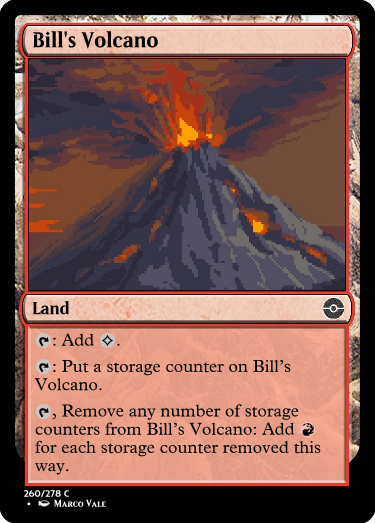 Bill's Volcano
Land
: Add .
: Put a storage counter on Bill's
Volcano.
, Remove any number of storage
counters from Bill's Volcano: Add
for each storage counter removed this
way.
260/278 C
• Marco Vale